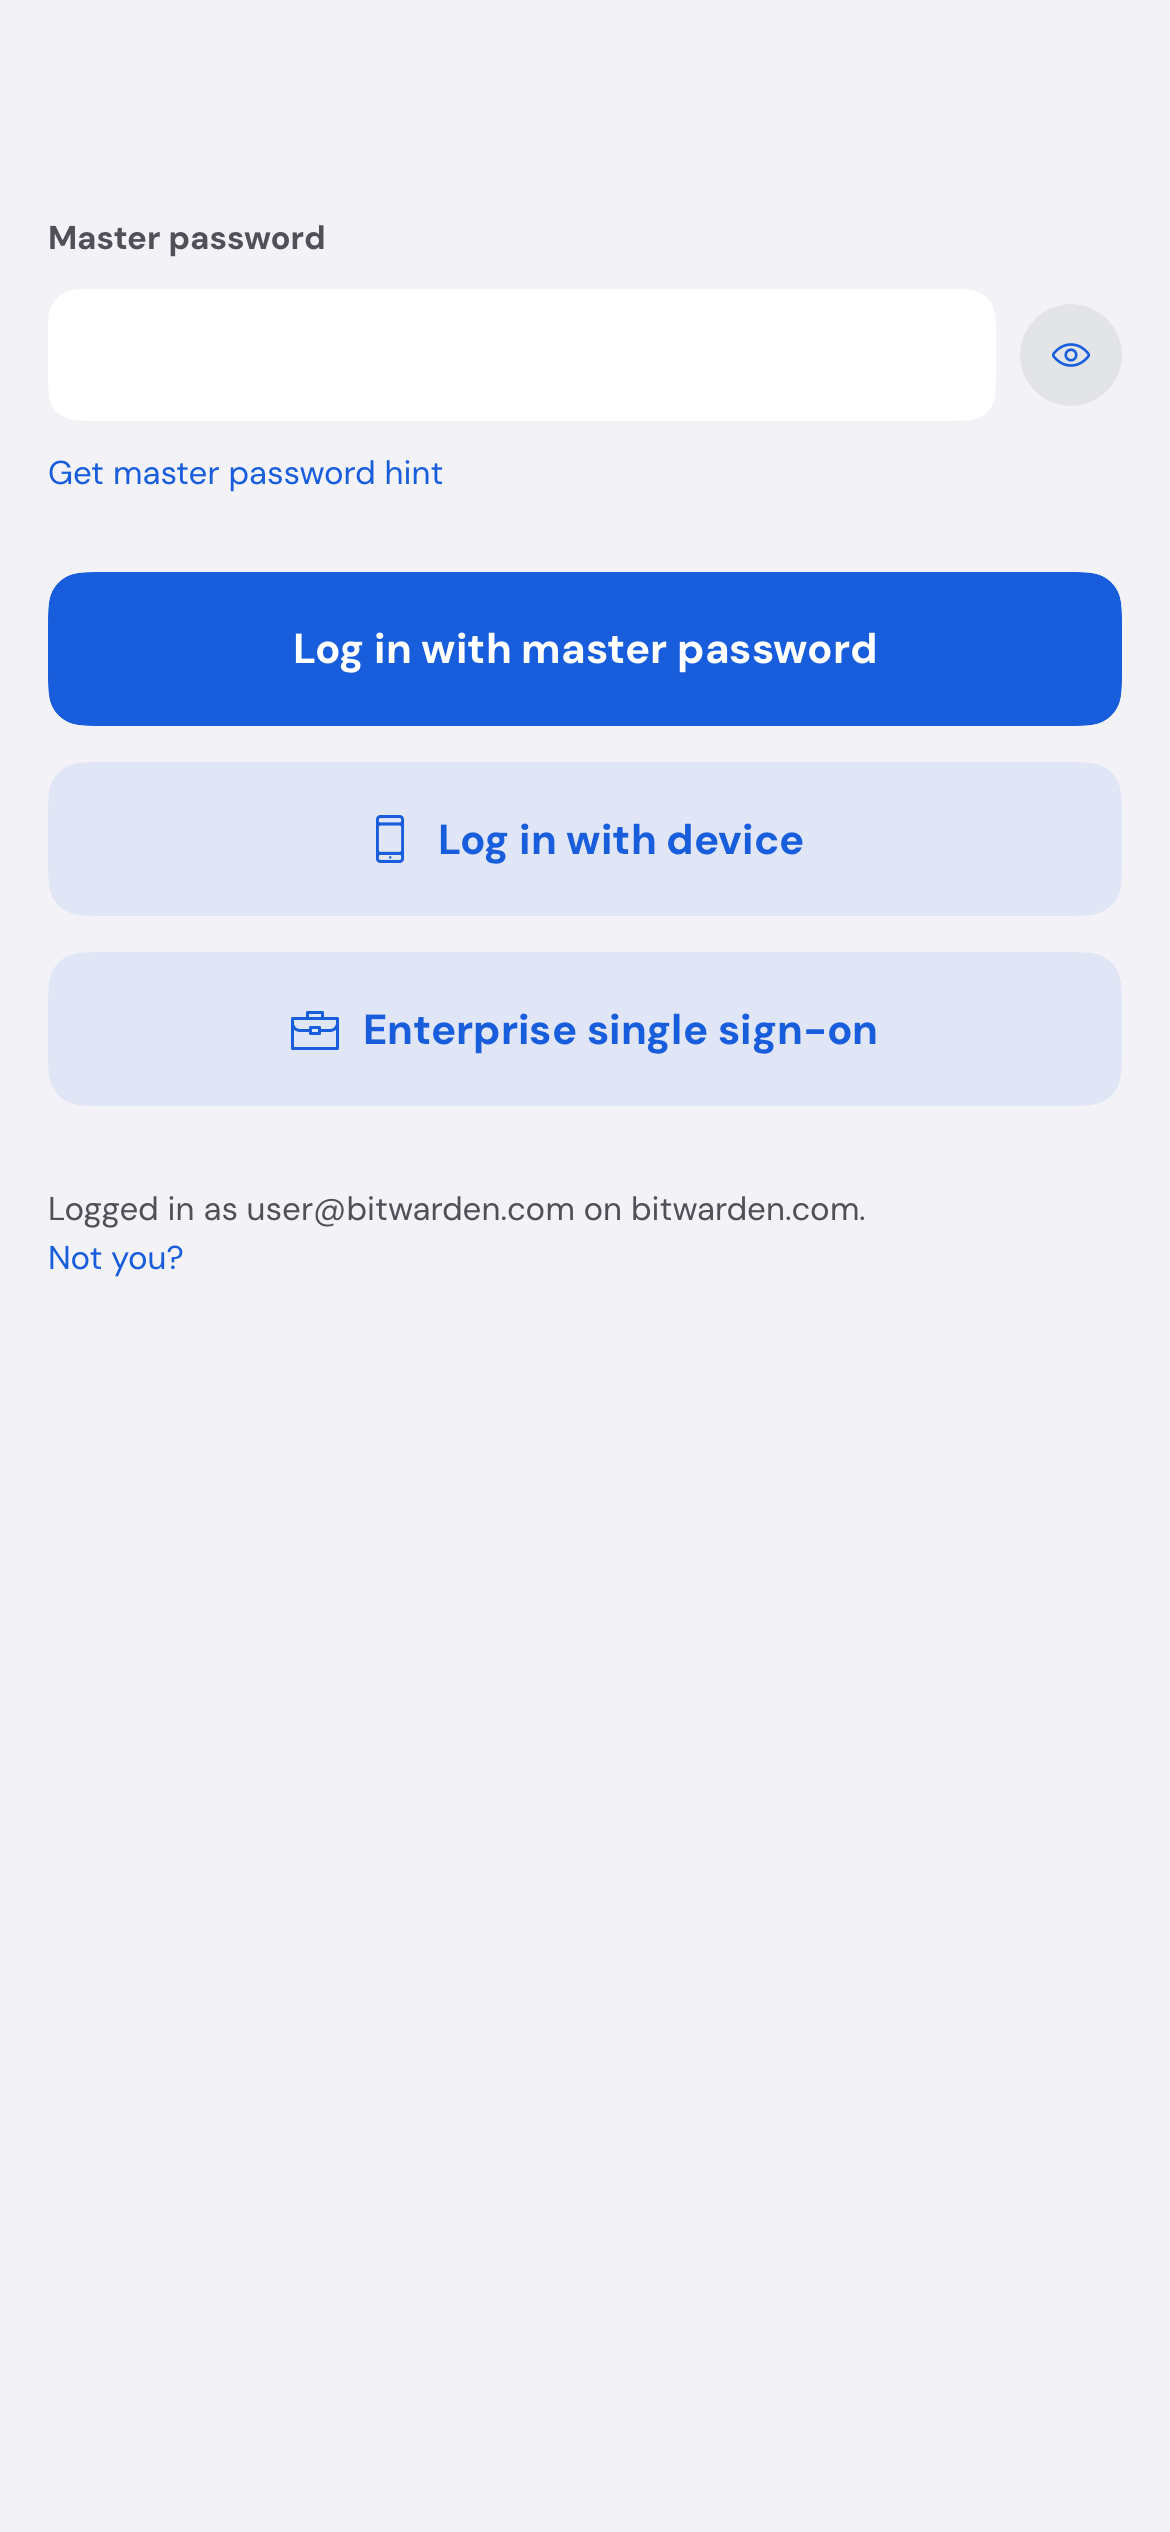 Master password
Get master password hint
Log in with master password
Log in with device
Enterprise single sign-on
Logged in as user@bitwarden.com on bitwarden.com.
Not you?